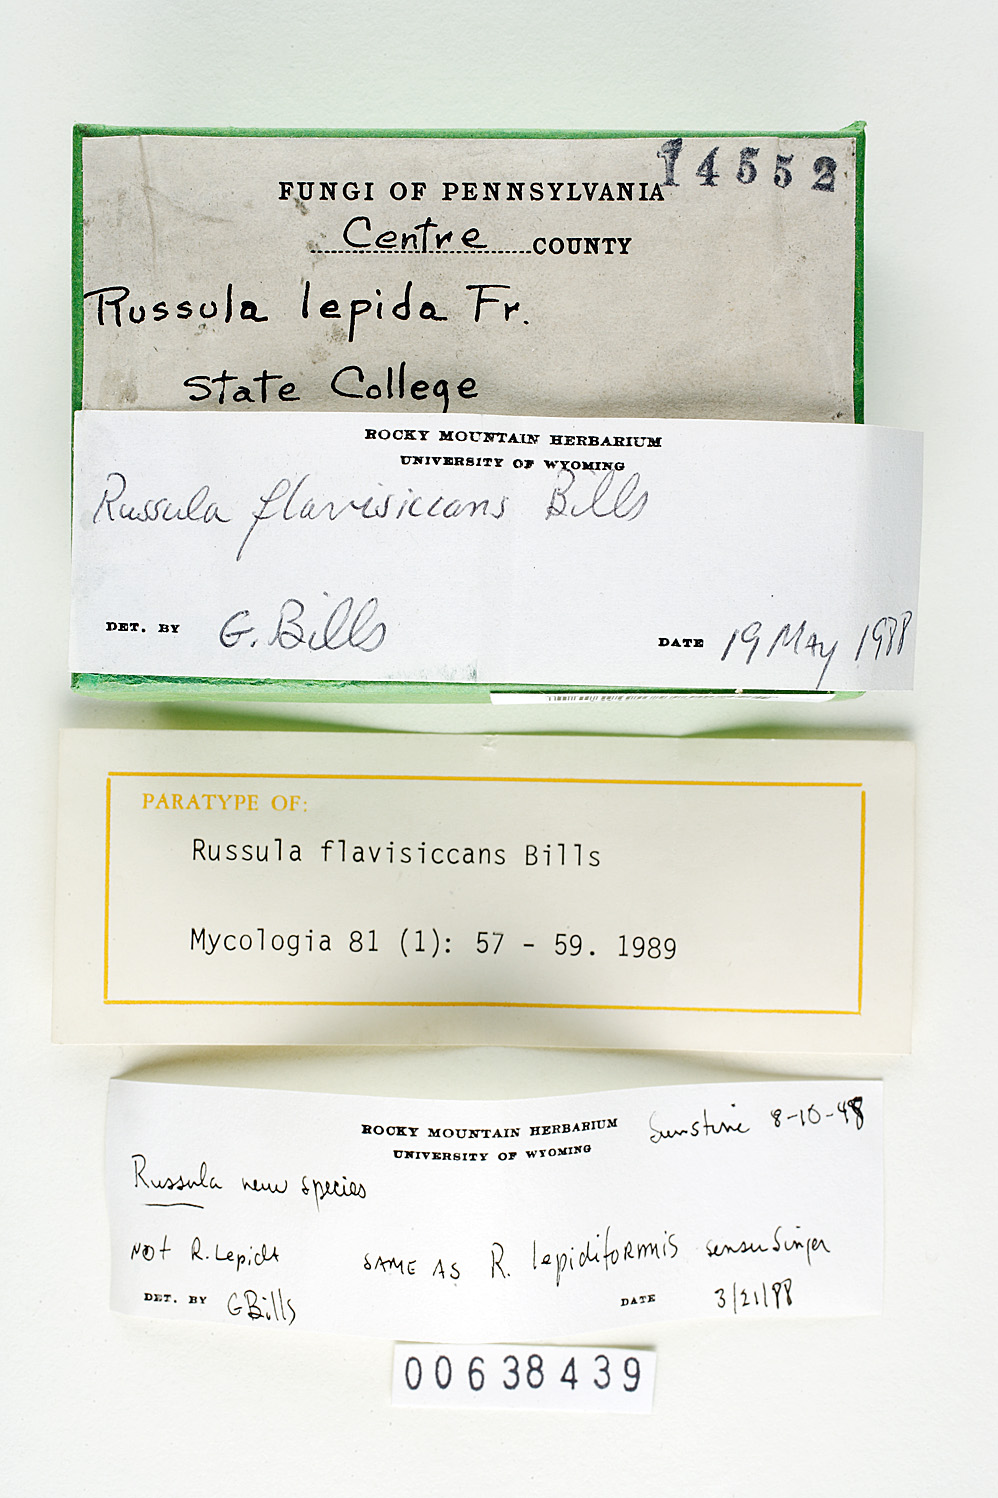 14552
FUNGI OF PENNSYLVANIA
Centre COUNTY
Russula lepida Fr.
State College
ROCKY MOUNTAIN HERBARIUM
UNIVERSITY OF WYOMING
Russula flavisiccans Bills
DET. BY G. Bills DATE 19 May 1988
PARATYPE OF:
Russula flavisiccans Bills
Mycologia 81 (1): 57 - 59. 1989
ROCKY MOUNTAIN HERBARIUM
UNIVERSITY OF WYOMING
8-10-48
Russula new species
NOt R. Lepida SAME AS R. lepidiformis sensu Singer
DET. BY GBills DATE 3/21/88
00638439